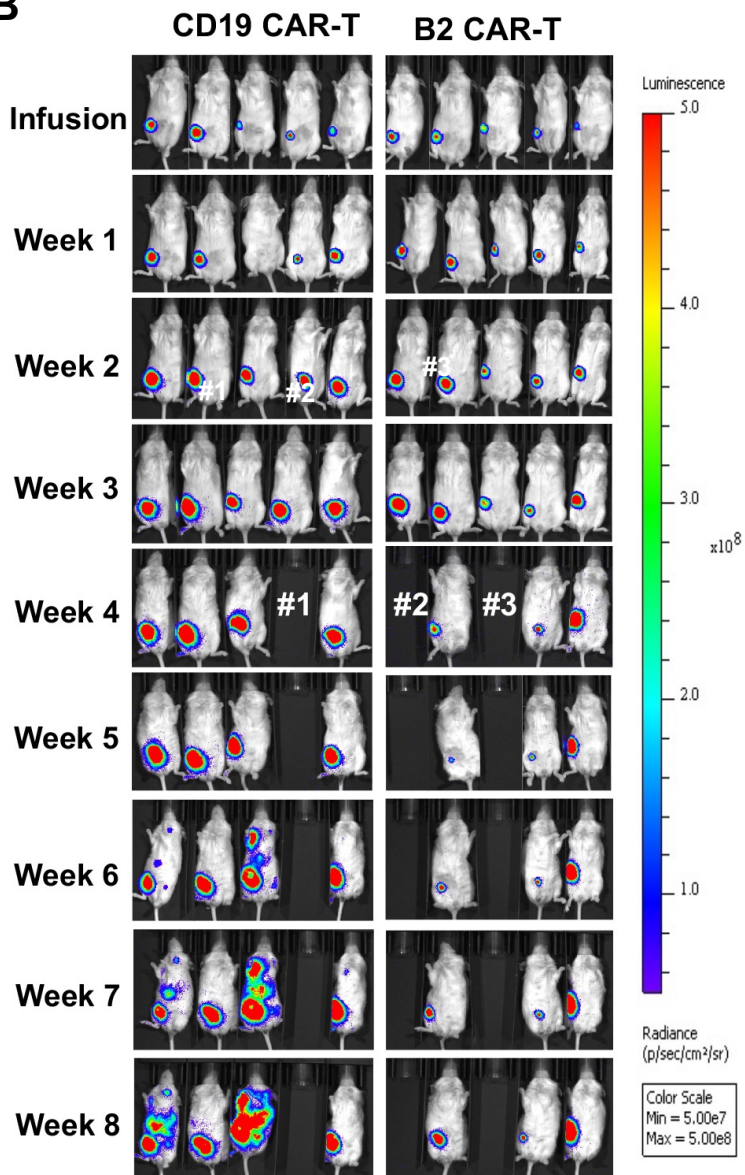 B
CD19 CAR-T B2 CAR-T
Infusion
Week 1
Week 2
#1 #2 #3
Week 3
Week 4
#1 #2 #3
Week 5
Week 6
Week 7
Week 8
Luminescence
5.0
4.0
3.0
x10⁸
2.0
1.0
Radiance
(p/sec/cm²/sr)
Color Scale
Min = 5.00e7
Max = 5.00e8